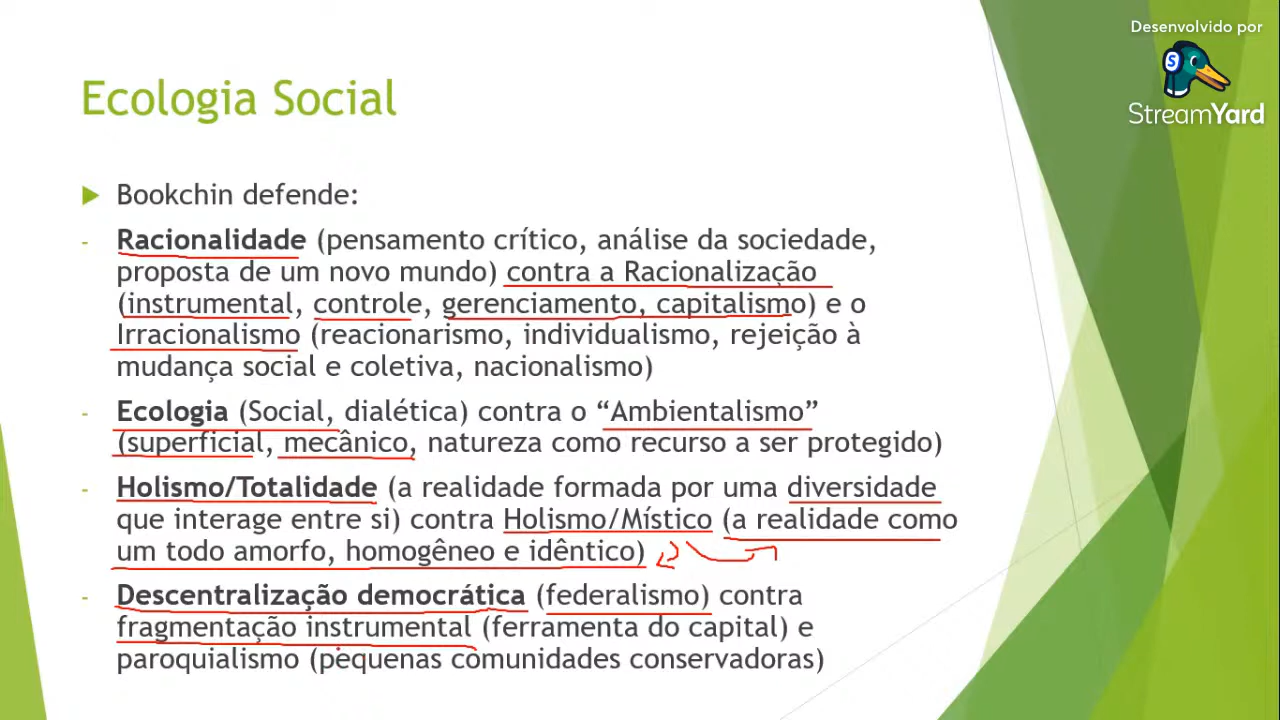 Desenvolvido por
StreamYard
Ecologia Social
Bookchin defende:
- Racionalidade (pensamento crítico, análise da sociedade,
proposta de um novo mundo) contra a Racionalização
(instrumental, controle, gerenciamento, capitalismo) e o
Irracionalismo (reacionarismo, individualismo, rejeição à
mudança social e coletiva, nacionalismo)
- Ecologia (Social, dialética) contra o “Ambientalismo”
(superficial, mecânico, natureza como recurso a ser protegido)
- Holismo/Totalidade (a realidade formada por uma diversidade
que interage entre si) contra Holismo/Místico (a realidade como
um todo amorfo, homogêneo e idêntico)
- Descentralização democrática (federalismo) contra
fragmentação instrumental (ferramenta do capital) e
paroquialismo (pequenas comunidades conservadoras)